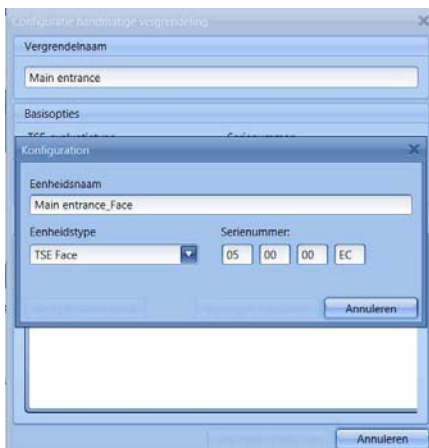 Configuratie handmatige vergrendeling
Vergrendelnaam
Main entrance
Basisopties
Konfiguration
Eenheidsnaam
Main entrance_Face
Eenheidstype Serienummer:
TSE Face 05 00 00 EC
Annuleren
Annuleren